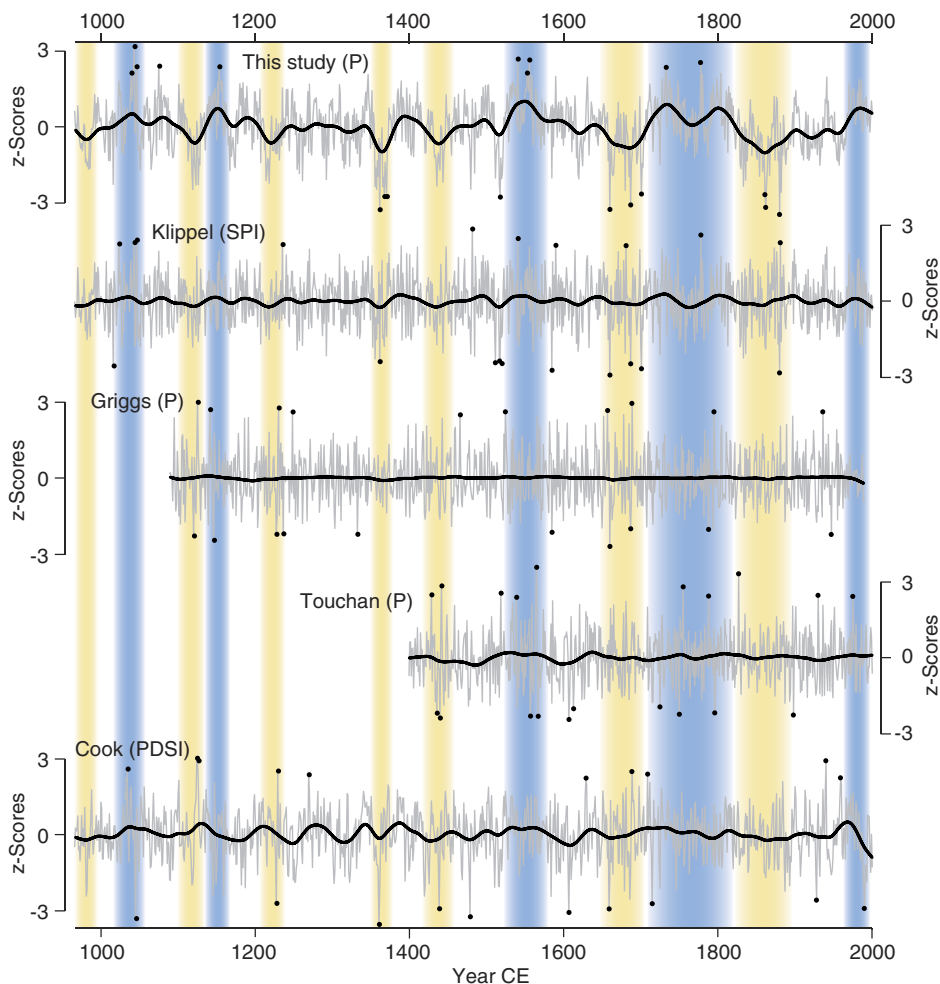 1000 1200 1400 1600 1800 2000
This study (P)
3
0
-3
z-Scores
Klippel (SPI)
3
0
-3
z-Scores
Griggs (P)
3
0
-3
z-Scores
Touchan (P)
3
0
-3
z-Scores
Cook (PDSI)
3
0
-3
z-Scores
1000 1200 1400 1600 1800 2000
Year CE